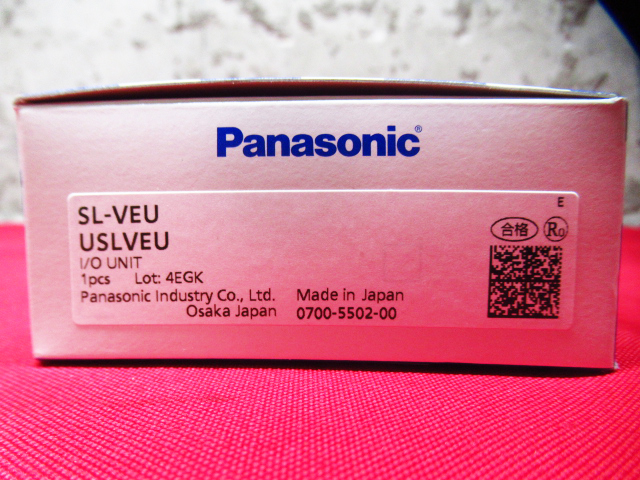 Panasonic®
E
SL-VEU
USLVEU
合格 R0
I/O UNIT
1pcs Lot: 4EGK
Panasonic Industry Co., Ltd. Made in Japan
Osaka Japan 0700-5502-00